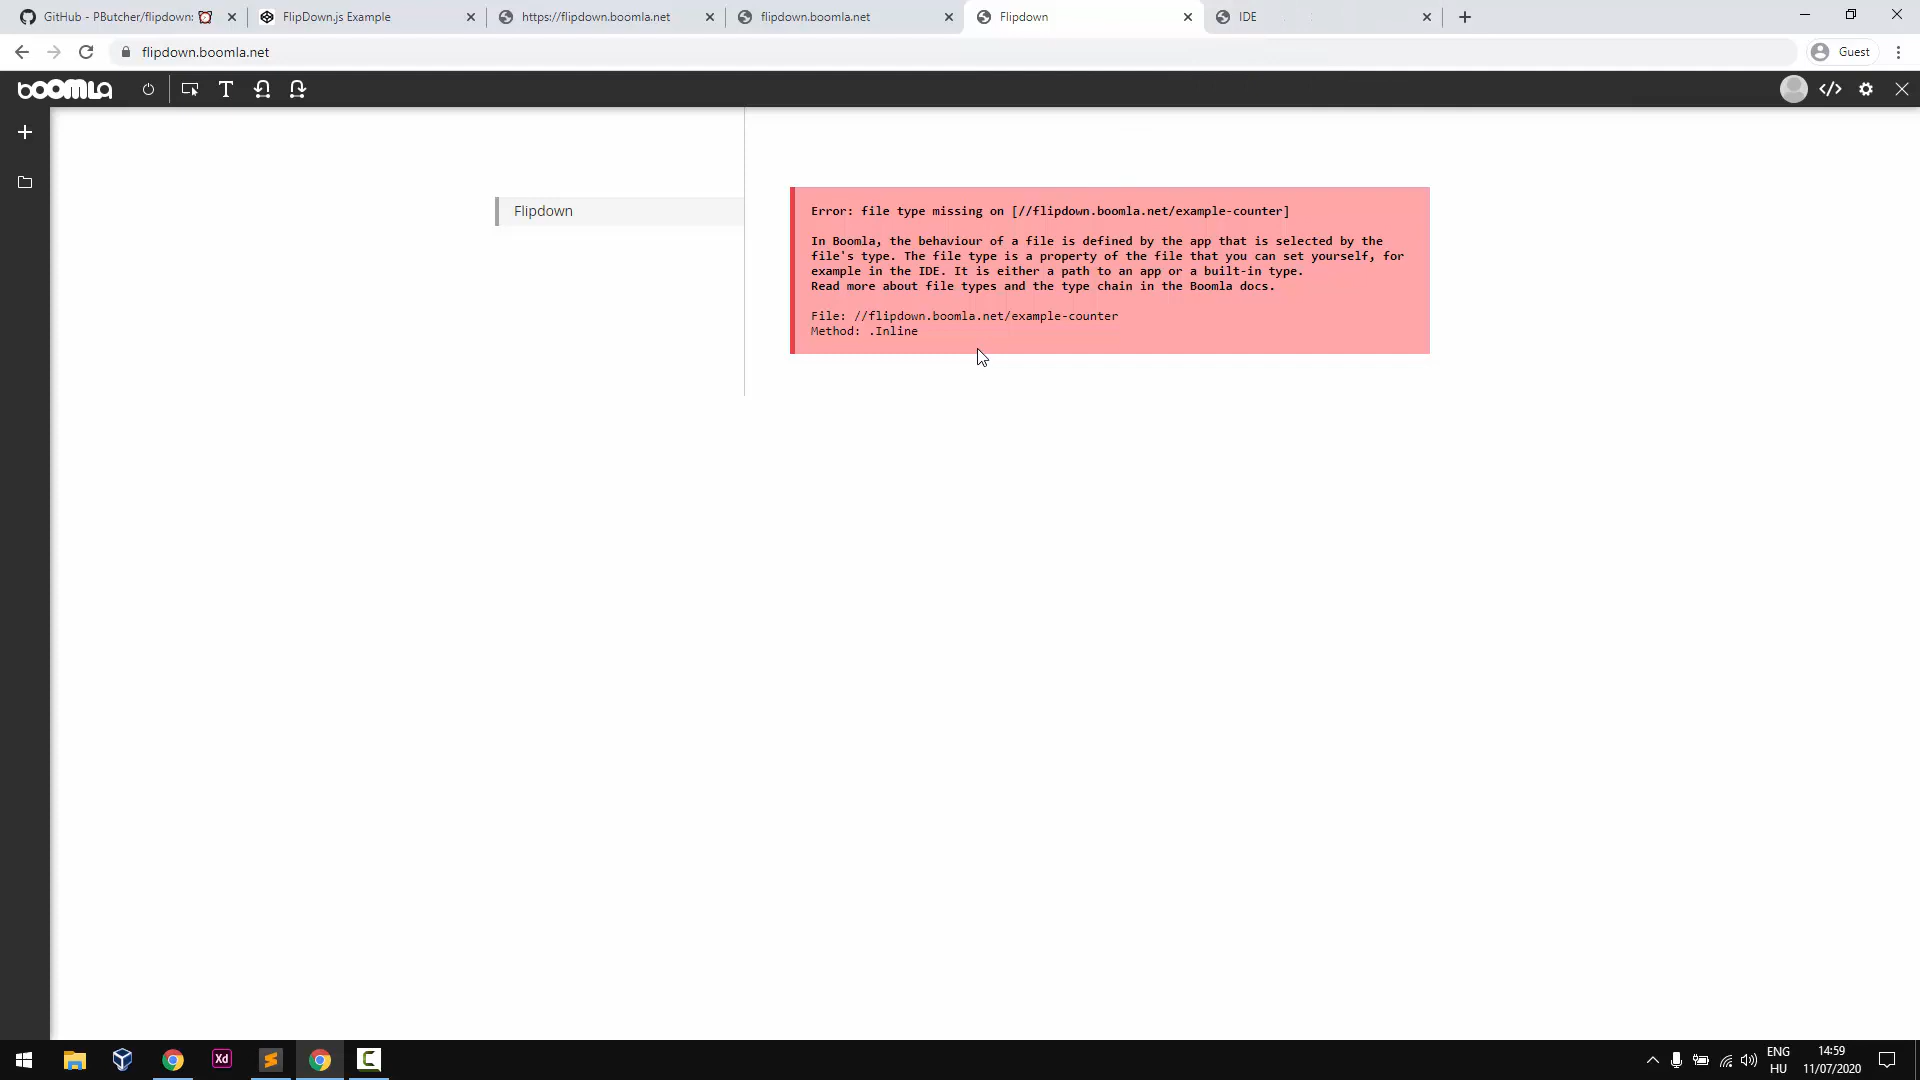 GitHub - PButcher/flipdown:
FlipDown.js Example
https://flipdown.boomla.net
flipdown.boomla.net
Flipdown
IDE
flipdown.boomla.net
Guest
boomla
Flipdown
Error: file type missing on [//flipdown.boomla.net/example-counter]
In Boomla, the behaviour of a file is defined by the app that is selected by the
file's type. The file type is a property of the file that you can set yourself, for
example in the IDE. It is either a path to an app or a built-in type.
Read more about file types and the type chain in the Boomla docs.
File: //flipdown.boomla.net/example-counter
Method: .Inline
Xd
ENG
HU
14:59
11/07/2020